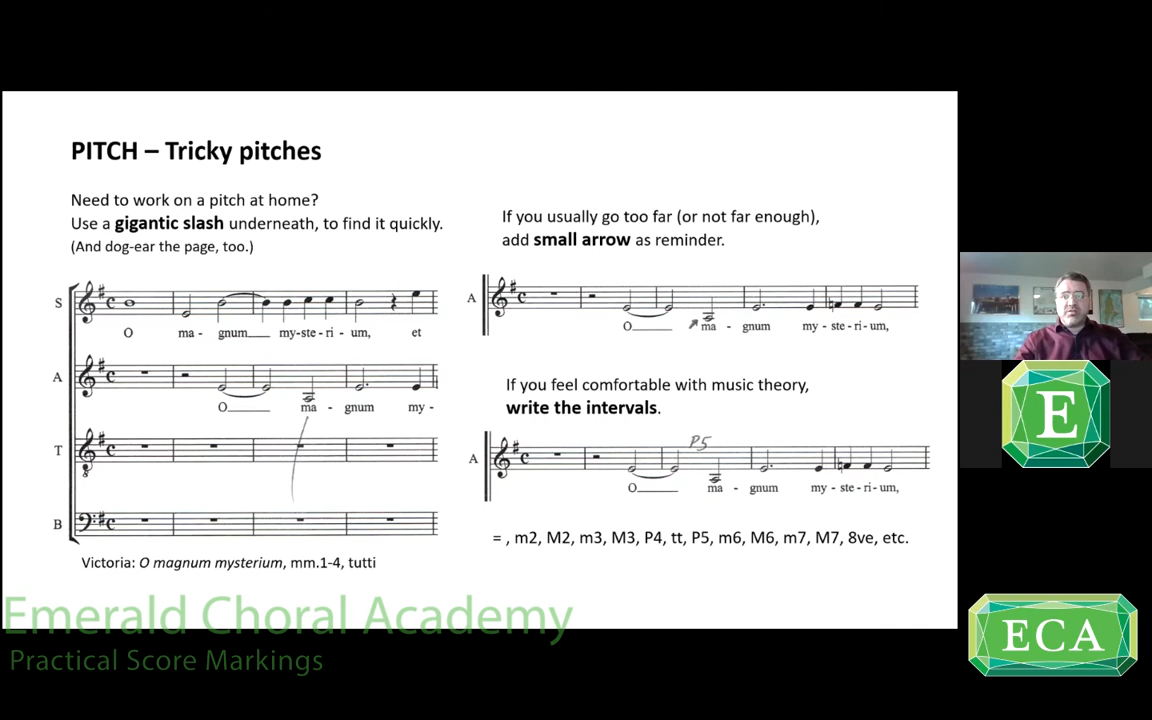 PITCH – Tricky pitches
Need to work on a pitch at home?
Use a gigantic slash underneath, to find it quickly.
(And dog-ear the page, too.)
S
O ma - gnum___ my-ste-ri - um, et
A
O____ ma - gnum my -
T
B
Victoria: O magnum mysterium, mm.1-4, tutti
If you usually go too far (or not far enough),
add small arrow as reminder.
A
O____ ma - gnum my - ste - ri - um,
If you feel comfortable with music theory,
write the intervals.
P5
A
O____ ma - gnum my - ste - ri - um,
= , m2, M2, m3, M3, P4, tt, P5, m6, M6, m7, M7, 8ve, etc.
Emerald Choral Academy
Practical Score Markings
E
ECA